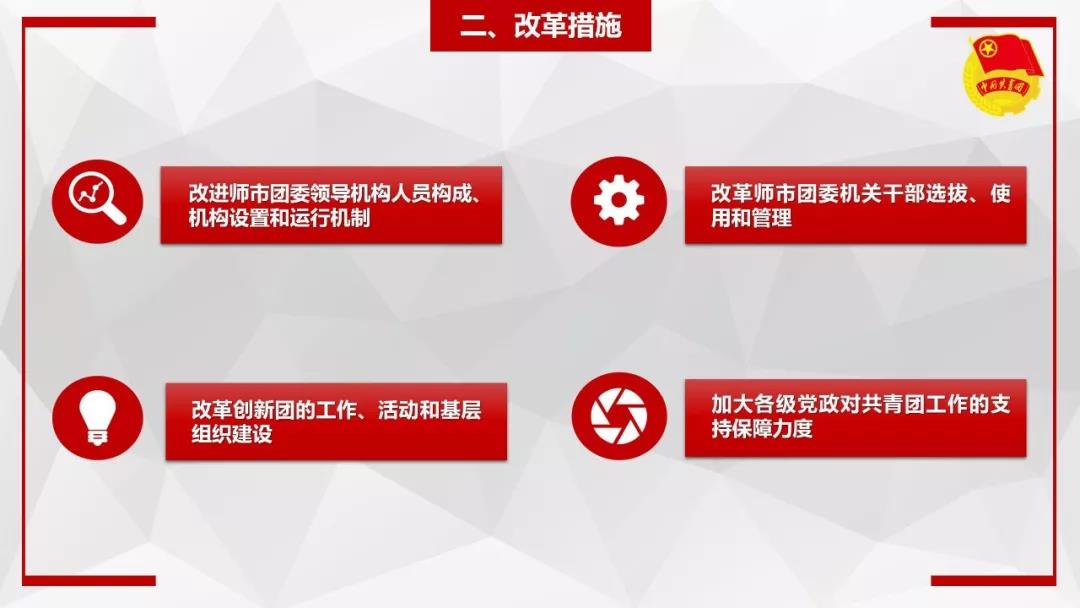 二、改革措施
中国共青团
改进师市团委领导机构人员构成、
机构设置和运行机制
改革师市团委机关干部选拔、使
用和管理
改革创新团的工作、活动和基层
组织建设
加大各级党政对共青团工作的支
持保障力度